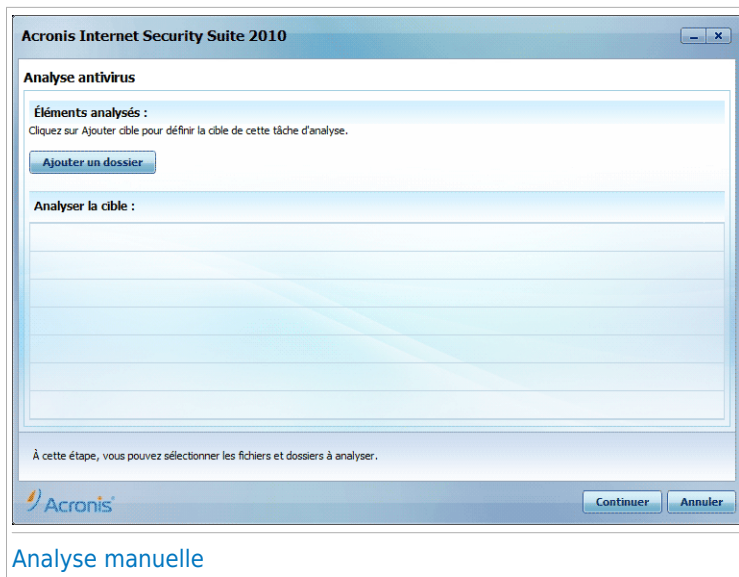 Acronis Internet Security Suite 2010
Analyse antivirus
Éléments analysés :
Cliquez sur Ajouter cible pour définir la cible de cette tâche d'analyse.
Ajouter un dossier
Analyser la cible :
À cette étape, vous pouvez sélectionner les fichiers et dossiers à analyser.
Acronis
Continuer Annuler
Analyse manuelle